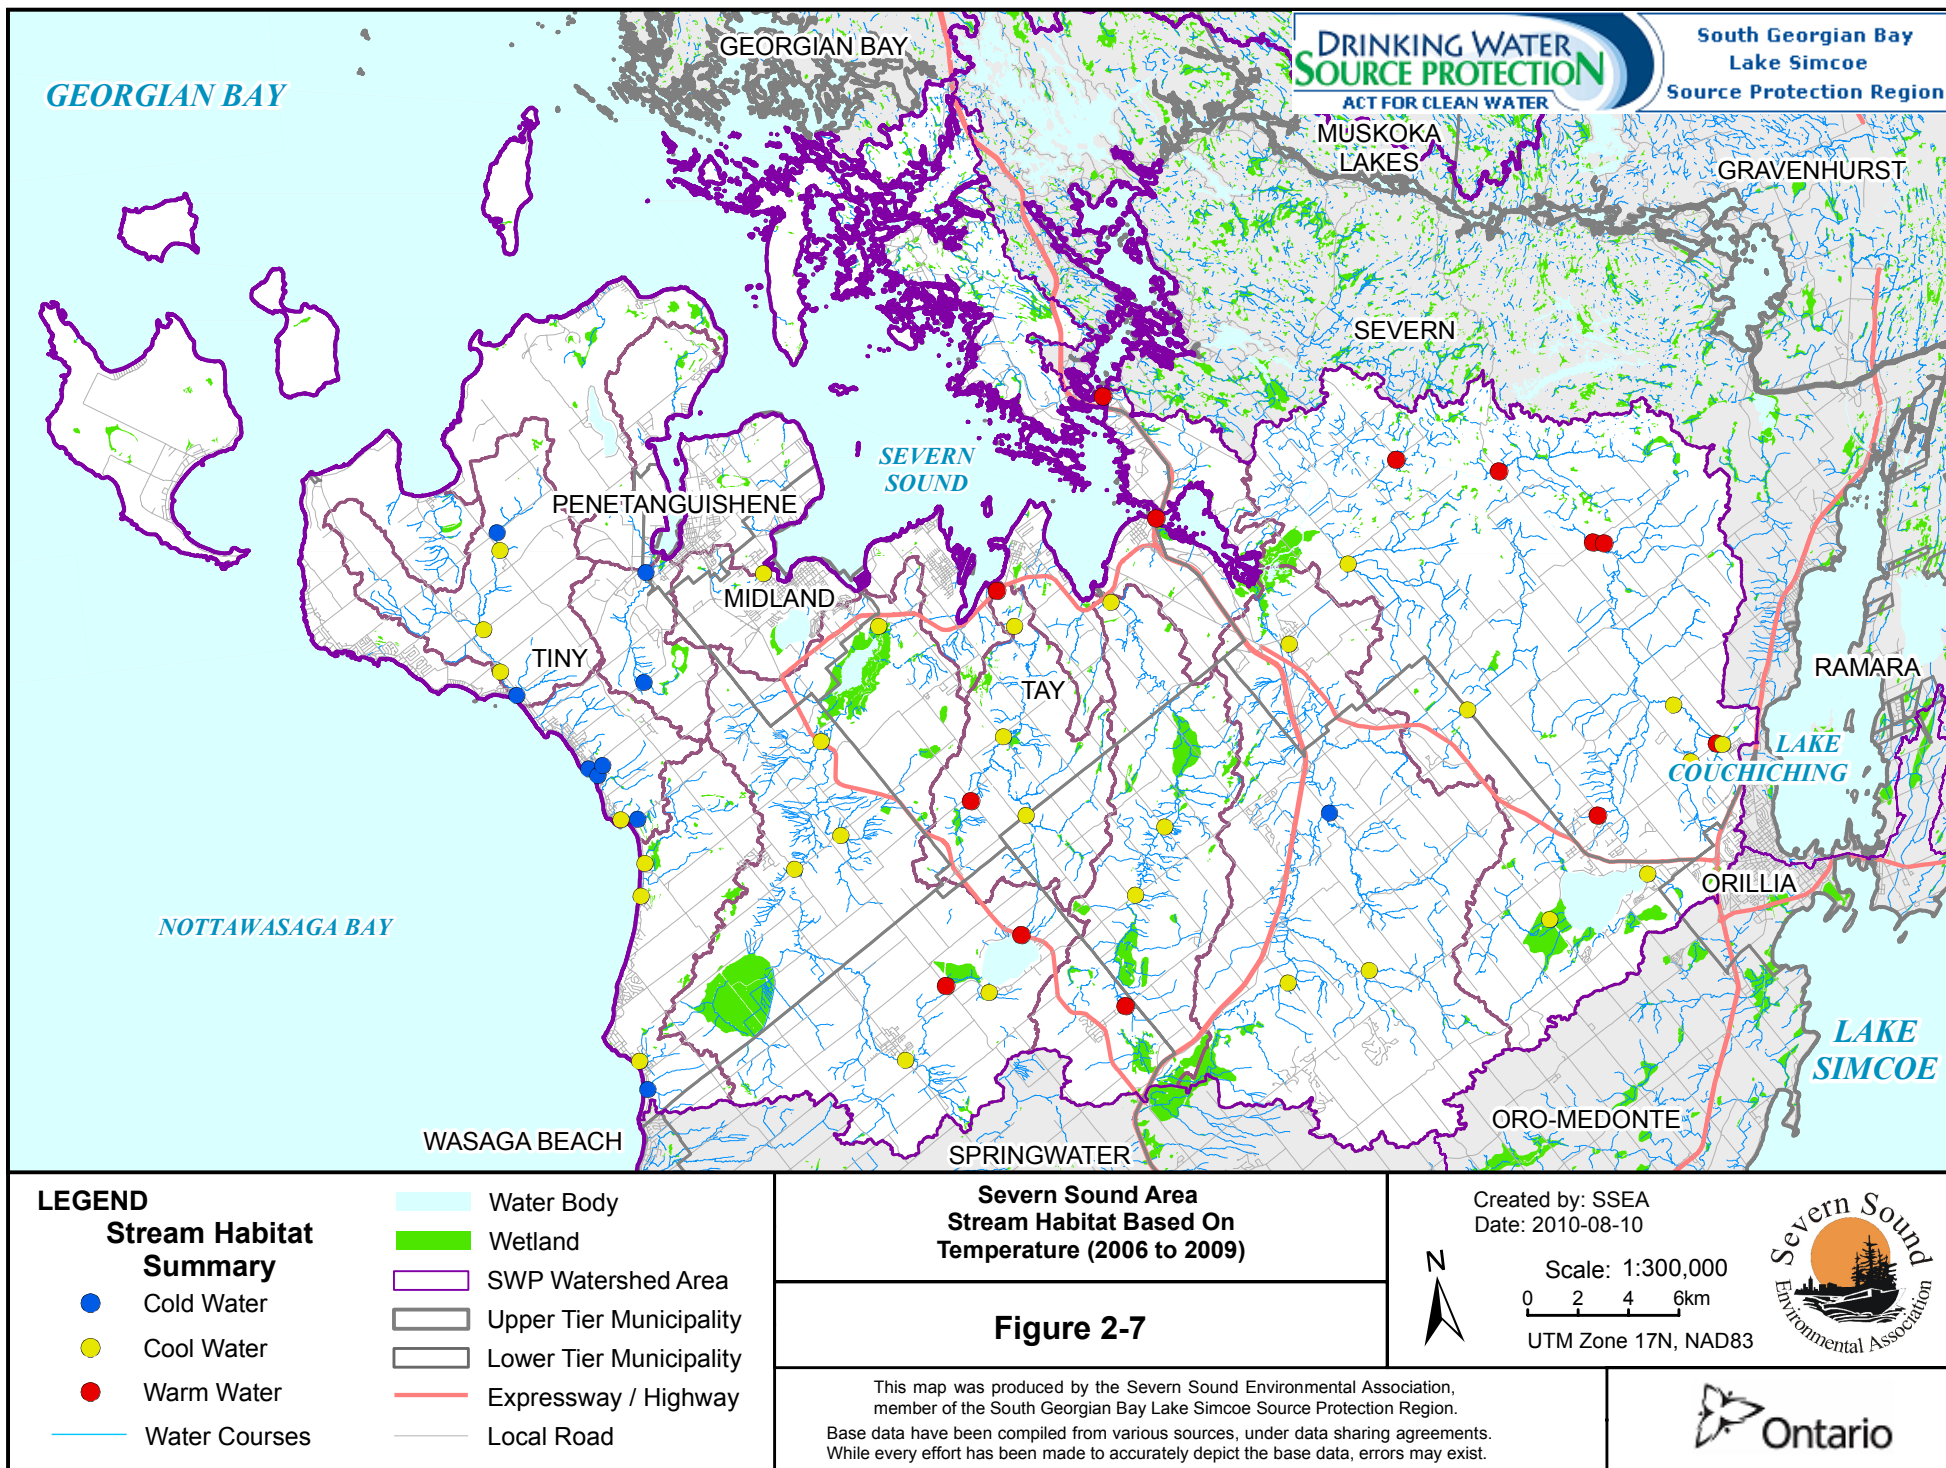 GEORGIAN BAY
GEORGIAN BAY
DRINKING WATER
SOURCE PROTECTION
ACT FOR CLEAN WATER
South Georgian Bay
Lake Simcoe
Source Protection Region
MUSKOKA
LAKES
GRAVENHURST
SEVERN
SEVERN
SOUND
PENETANGUISHENE
MIDLAND
TINY
TAY
RAMARA
LAKE
COUCHICHING
ORILLIA
NOTTAWASAGA BAY
LAKE
SIMCOE
ORO-MEDONTE
WASAGA BEACH
SPRINGWATER
LEGEND
Stream Habitat
Summary
Cold Water
Cool Water
Warm Water
Water Courses
Water Body
Wetland
SWP Watershed Area
Upper Tier Municipality
Lower Tier Municipality
Expressway / Highway
Local Road
Severn Sound Area
Stream Habitat Based On
Temperature (2006 to 2009)
Figure 2-7
Created by: SSEA
Date: 2010-08-10
N
Scale: 1:300,000
0 2 4 6km
UTM Zone 17N, NAD83
Severn Sound
Environmental Association
This map was produced by the Severn Sound Environmental Association,
member of the South Georgian Bay Lake Simcoe Source Protection Region.
Base data have been compiled from various sources, under data sharing agreements.
While every effort has been made to accurately depict the base data, errors may exist.
Ontario